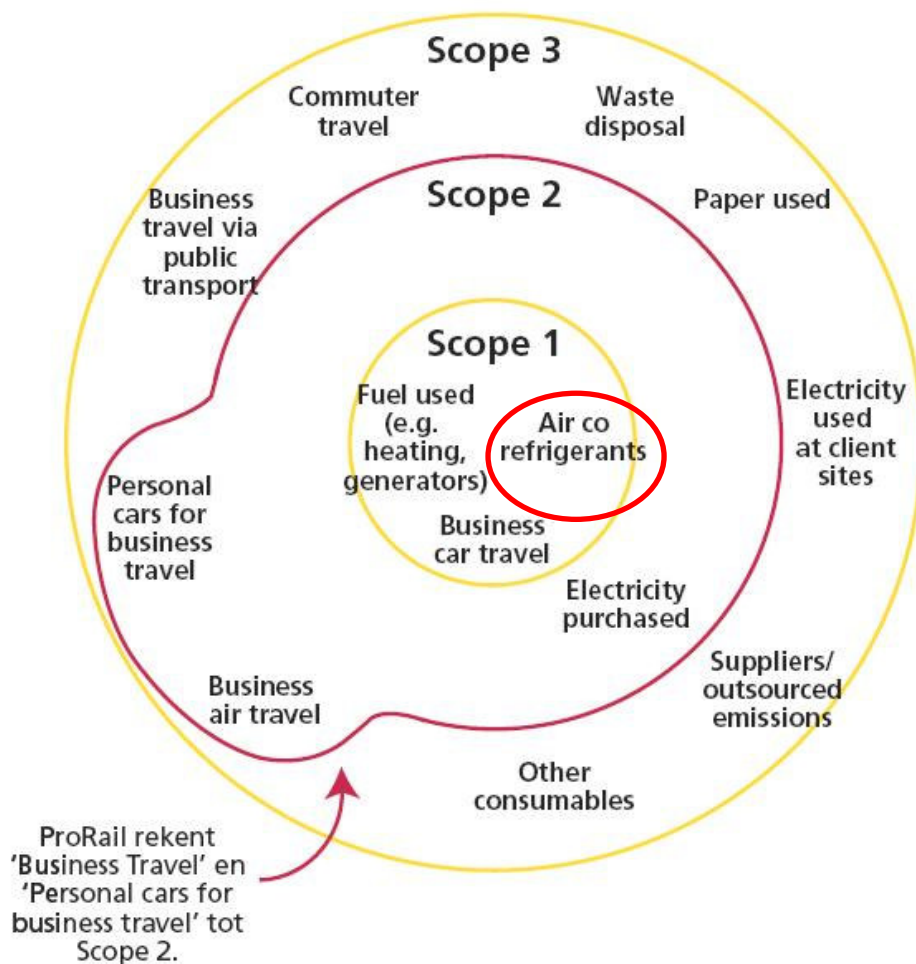 Scope 3
Commuter
travel
Waste
disposal
Business
travel via
public
transport
Scope 2
Paper used
Scope 1
Fuel used
(e.g.
heating,
generators)
Air co
refrigerants
Business
car travel
Electricity
used
at client
sites
Personal
cars for
business
travel
Electricity
purchased
Business
air travel
Suppliers/
outsourced
emissions
Other
consumables
ProRail rekent
'Business Travel' en
'Personal cars for
business travel' tot
Scope 2.